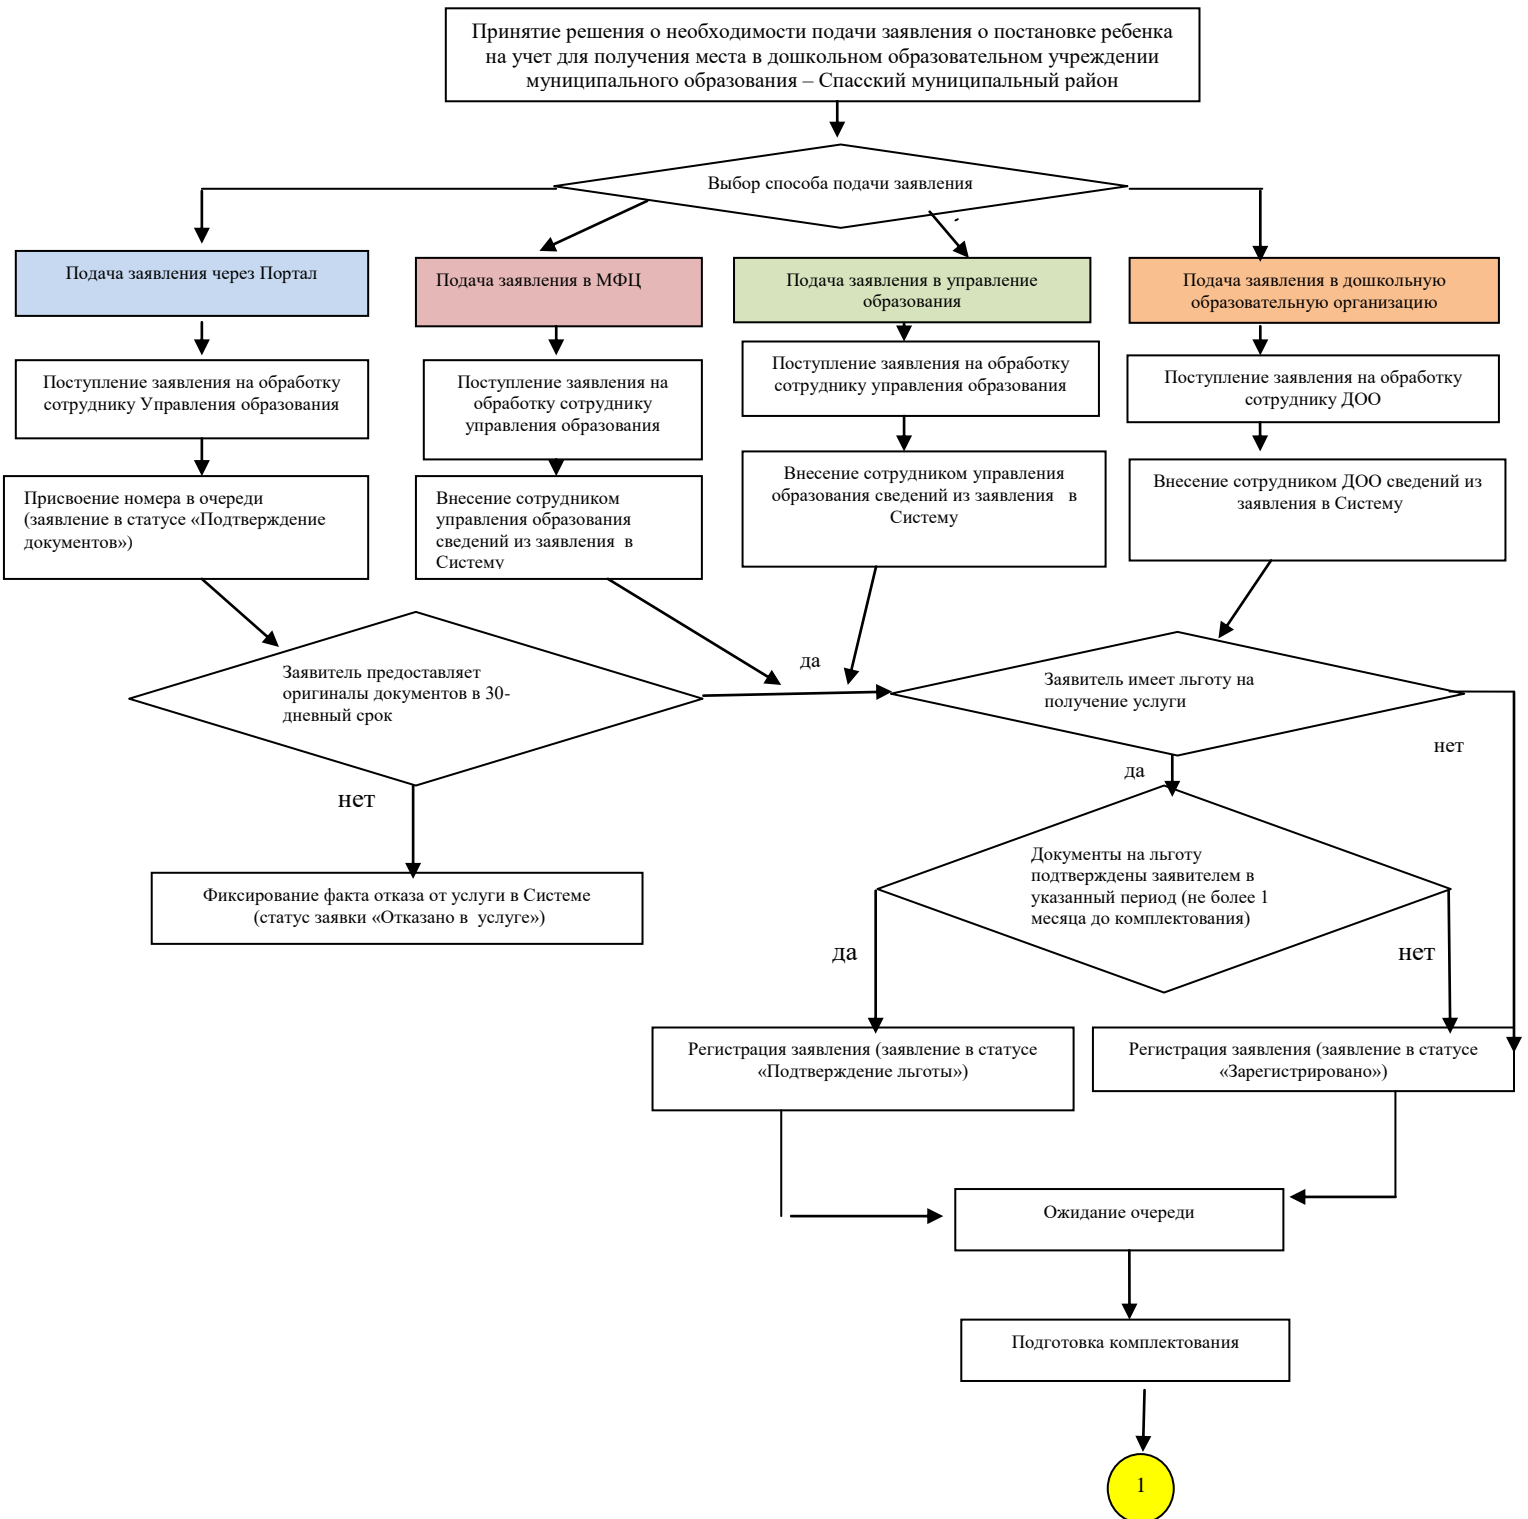 Принятие решения о необходимости подачи заявления о постановке ребенка
на учет для получения места в дошкольном образовательном учреждении
муниципального образования – Спасский муниципальный район
Выбор способа подачи заявления
Подача заявления через Портал
Подача заявления в МФЦ
Подача заявления в управление
образования
Подача заявления в дошкольную
образовательную организацию
Поступление заявления на обработку
сотруднику Управления образования
Поступление заявления на
обработку сотруднику
управления образования
Поступление заявления на обработку
сотруднику управления образования
Поступление заявления на обработку
сотруднику ДОО
Присвоение номера в очереди
(заявление в статусе «Подтверждение
документов»)
Внесение сотрудником
управления образования
сведений из заявления в
Систему
Внесение сотрудником управления
образования сведений из заявления в
Систему
Внесение сотрудником ДОО сведений из
заявления в Систему
Заявитель предоставляет
оригиналы документов в 30-
дневный срок
да
Заявитель имеет льготу на
получение услуги
нет
да
нет
Документы на льготу
подтверждены заявителем в
указанный период (не более 1
месяца до комплектования)
Фиксирование факта отказа от услуги в Системе
(статус заявки «Отказано в услуге»)
да
нет
Регистрация заявления (заявление в статусе
«Подтверждение льготы»)
Регистрация заявления (заявление в статусе
«Зарегистрировано»)
Ожидание очереди
Подготовка комплектования
1